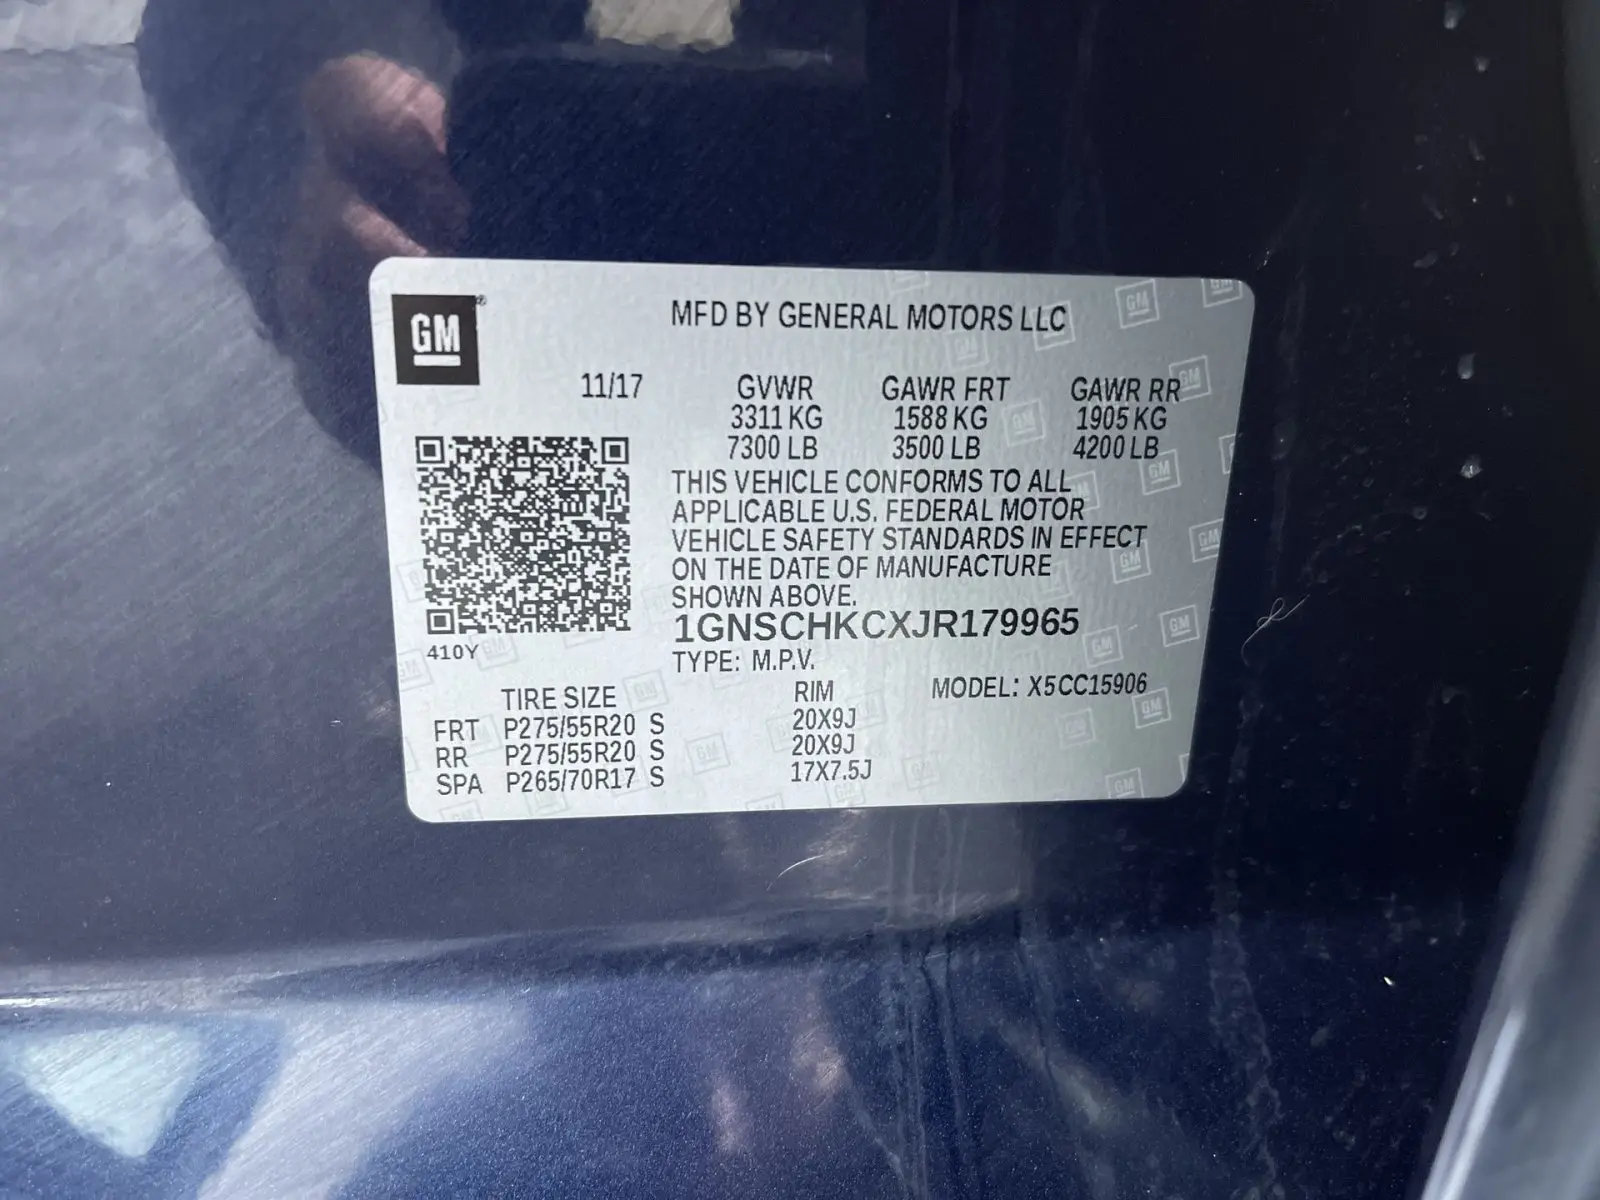 GM®
MFD BY GENERAL MOTORS LLC
11/17 GVWR GAWR FRT GAWR RR
3311 KG 1588 KG 1905 KG
7300 LB 3500 LB 4200 LB
THIS VEHICLE CONFORMS TO ALL
APPLICABLE U.S. FEDERAL MOTOR
VEHICLE SAFETY STANDARDS IN EFFECT
ON THE DATE OF MANUFACTURE
SHOWN ABOVE.
1GNSCHKCXJR179965
410Y
TYPE: M.P.V.
TIRE SIZE RIM MODEL: X5CC15906
FRT P275/55R20 S 20X9J
RR P275/55R20 S 20X9J
SPA P265/70R17 S 17X7.5J